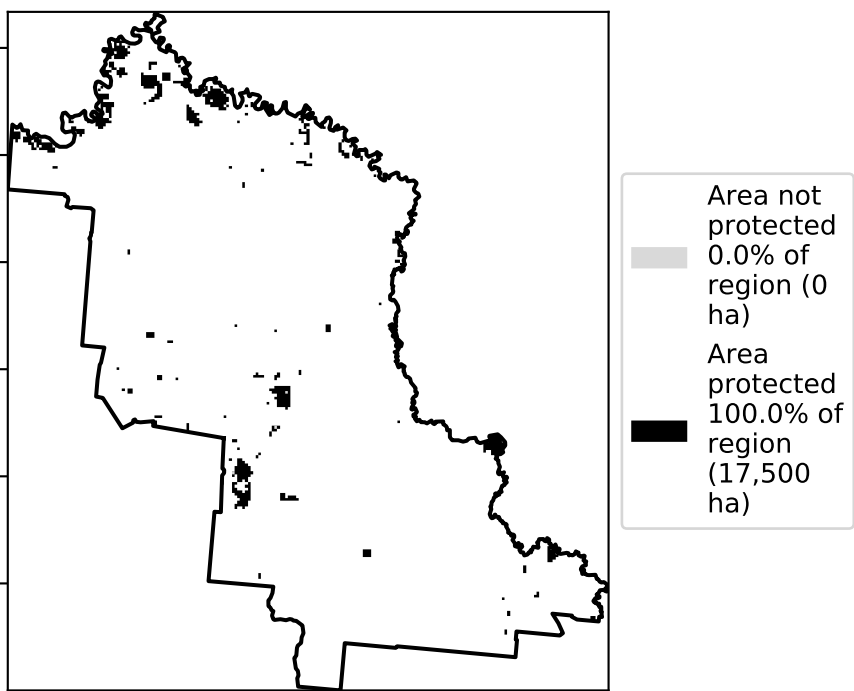 Area not
protected
0.0% of
region (0
ha)
Area
protected
100.0% of
region
(17,500
ha)